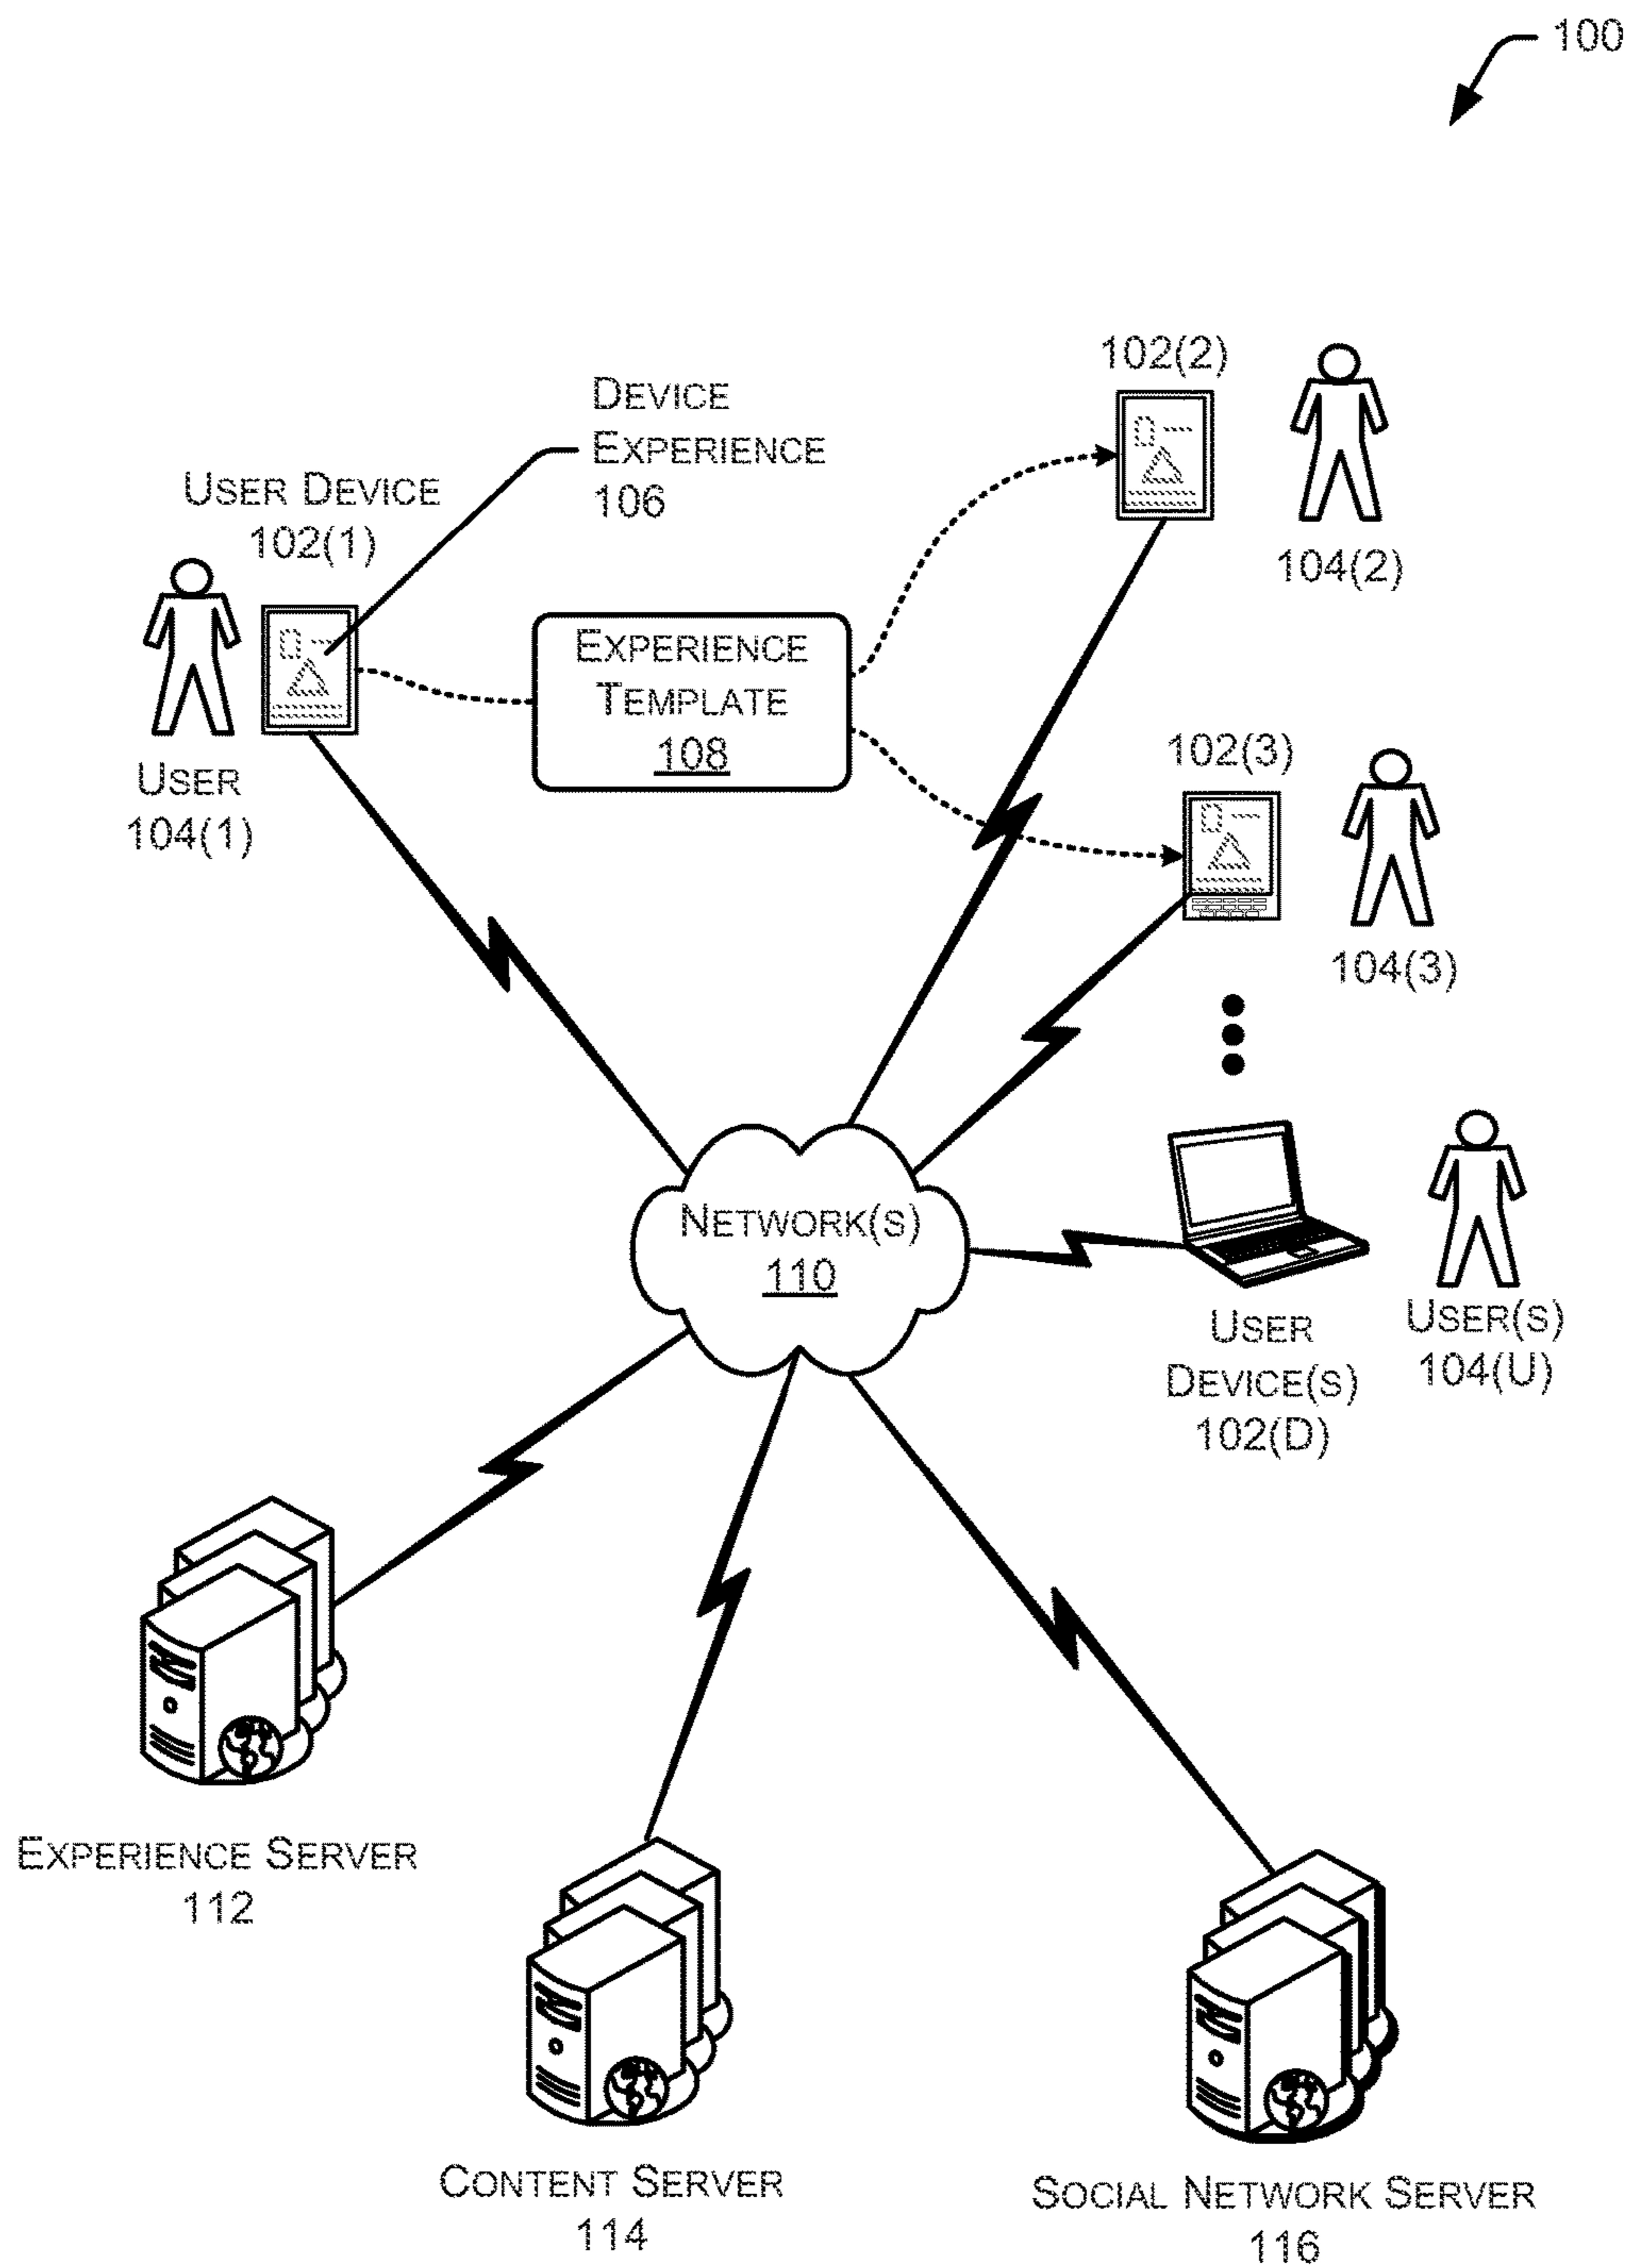 100
102(2)
DEVICE
EXPERIENCE
106
USER DEVICE
102(1)
104(2)
EXPERIENCE
TEMPLATE
108
102(3)
USER
104(1)
104(3)
NETWORK(S)
110
USER
DEVICE(S)
102(D)
USER(S)
104(U)
EXPERIENCE SERVER
112
CONTENT SERVER
114
SOCIAL NETWORK SERVER
116